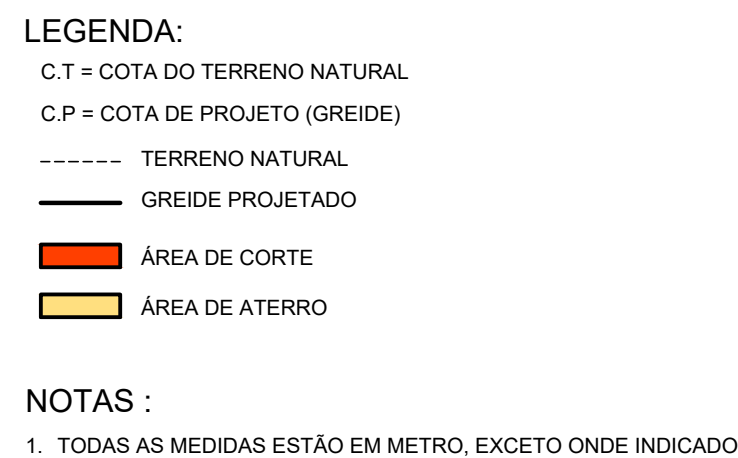 LEGENDA:
C.T = COTA DO TERRENO NATURAL
C.P = COTA DE PROJETO (GREIDE)
TERRENO NATURAL
GREIDE PROJETADO
ÁREA DE CORTE
ÁREA DE ATERRO
NOTAS :
1. TODAS AS MEDIDAS ESTÃO EM METRO, EXCETO ONDE INDICADO